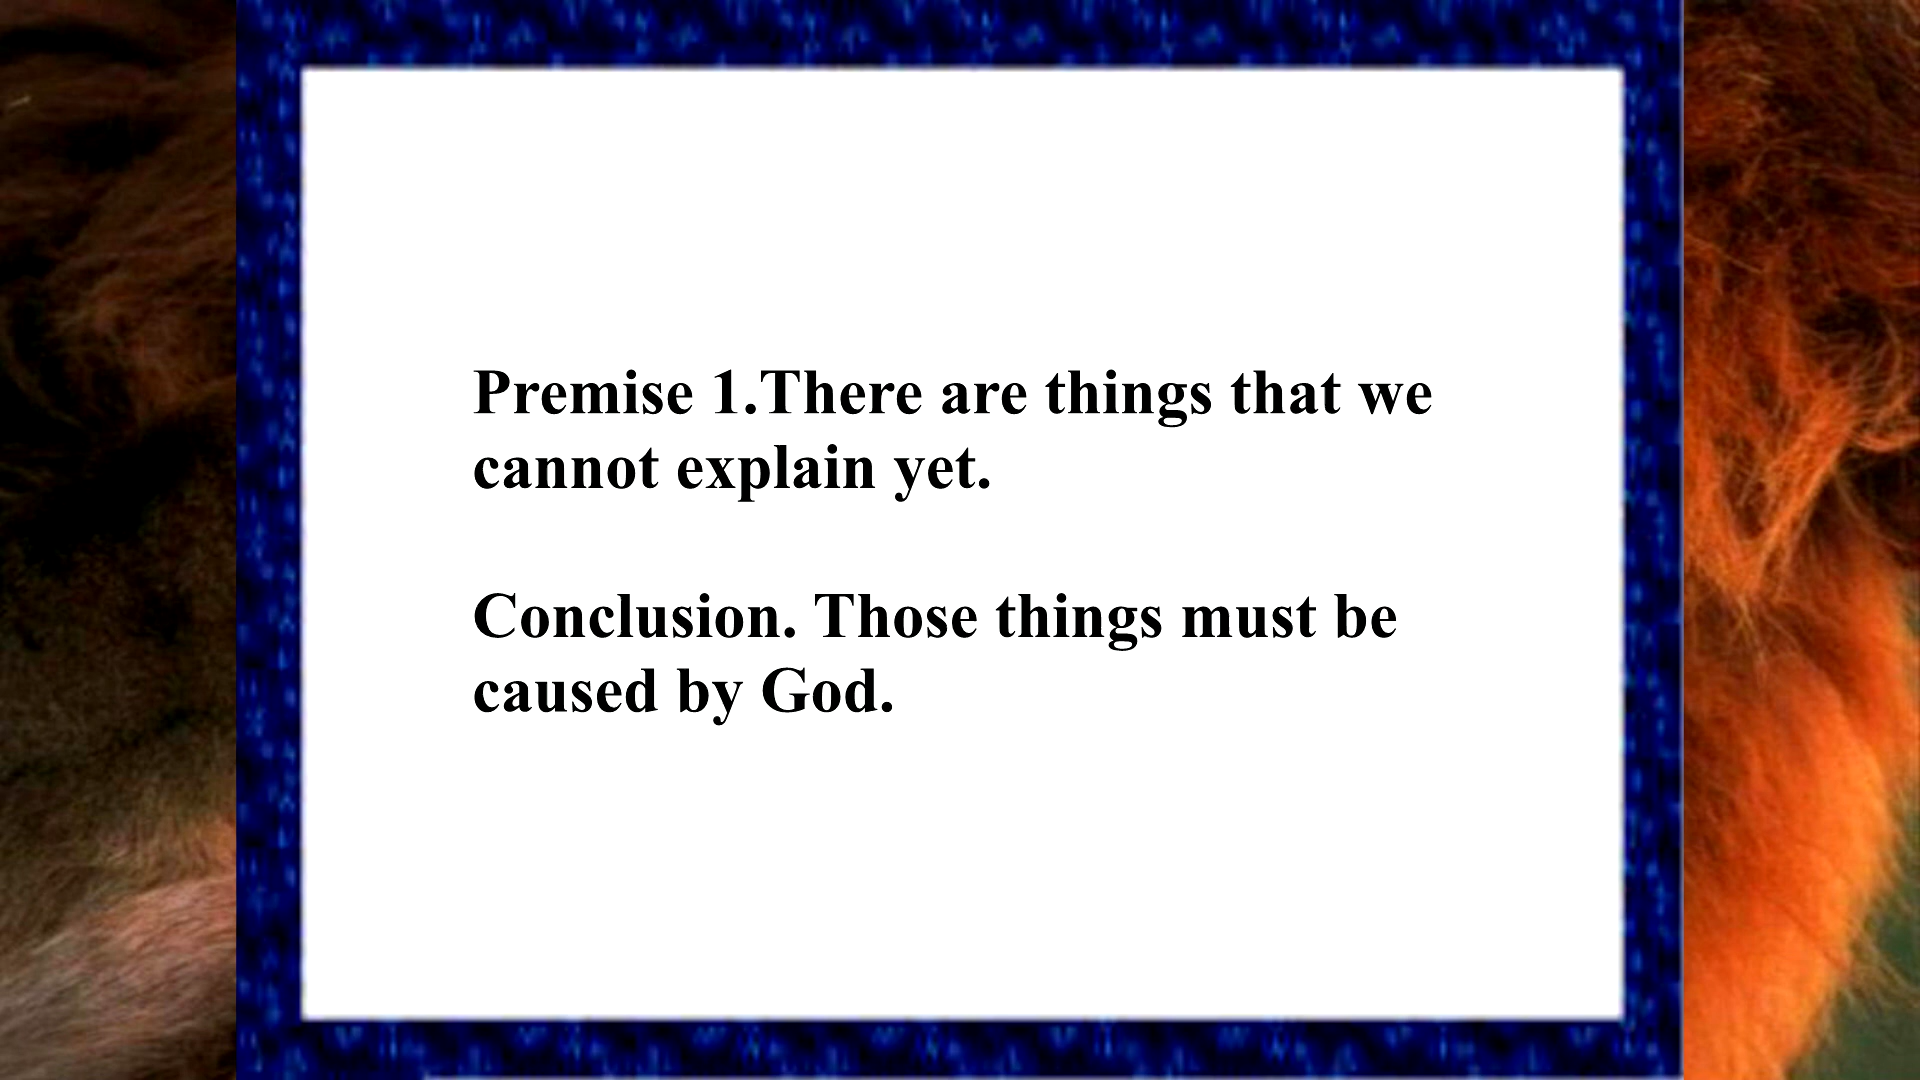 Premise 1.There are things that we
cannot explain yet.
Conclusion. Those things must be
caused by God.